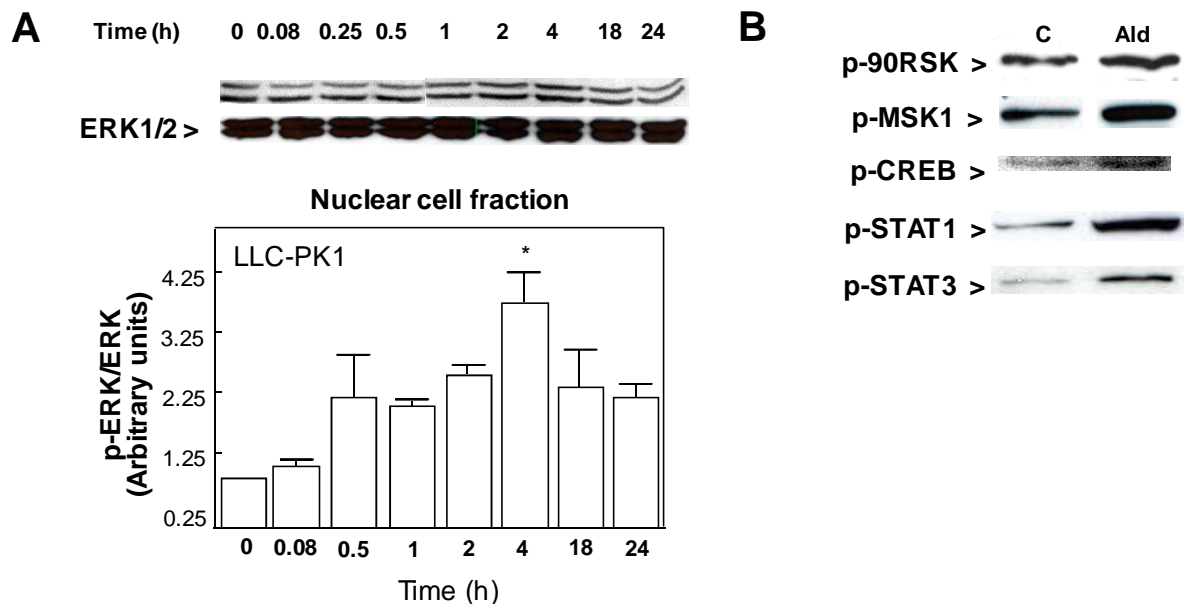 A
Time (h) 0 0.08 0.25 0.5 1 2 4 18 24
ERK1/2 >
Nuclear cell fraction
LLC-PK1
*
p-ERK/ERK
(Arbitrary units)
4.25
3.25
2.25
1.25
0.25
0 0.08 0.5 1 2 4 18 24
Time (h)
B
C Ald
p-90RSK >
p-MSK1 >
p-CREB >
p-STAT1 >
p-STAT3 >